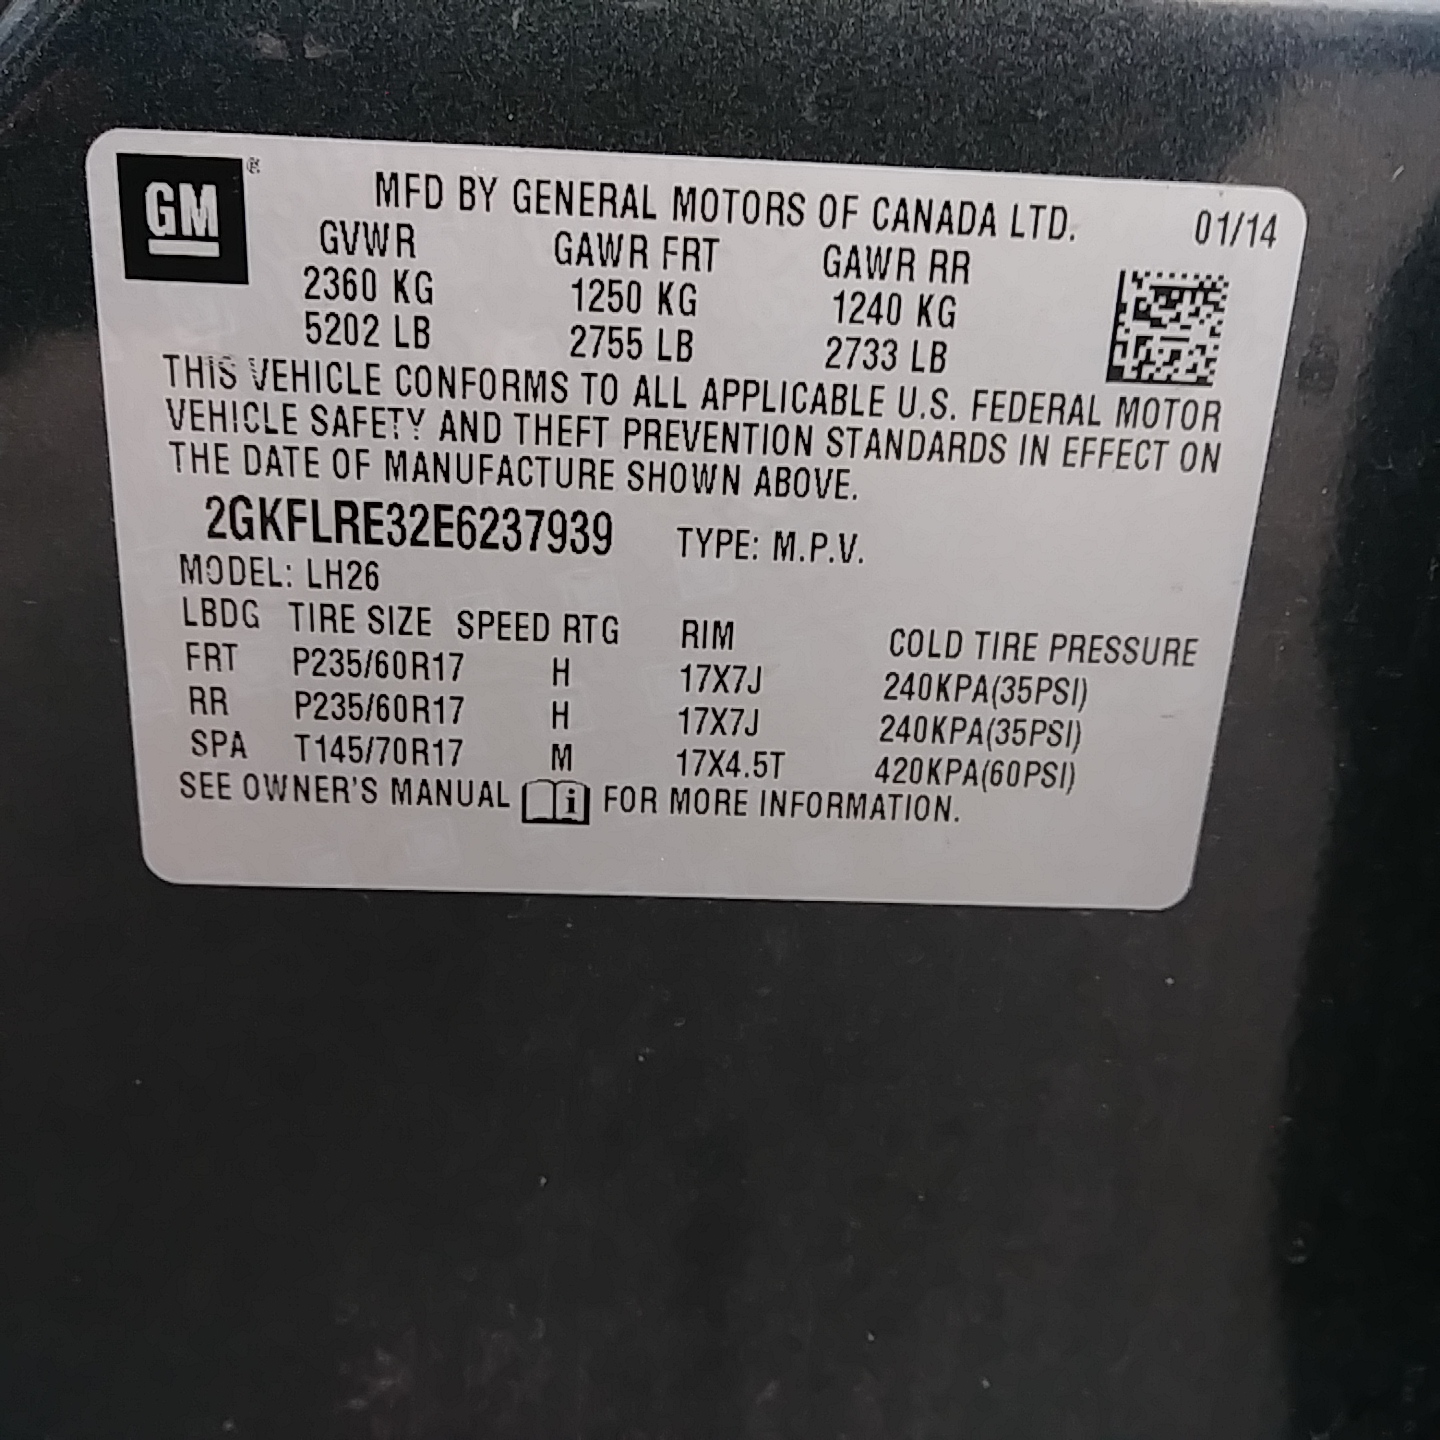 GM ®
MFD BY GENERAL MOTORS OF CANADA LTD. 01/14
GVWR GAWR FRT GAWR RR
2360 KG 1250 KG 1240 KG
5202 LB 2755 LB 2733 LB
THIS VEHICLE CONFORMS TO ALL APPLICABLE U.S. FEDERAL MOTOR
VEHICLE SAFETY AND THEFT PREVENTION STANDARDS IN EFFECT ON
THE DATE OF MANUFACTURE SHOWN ABOVE.
2GKFLRE32E6237939 TYPE: M.P.V.
MODEL: LH26
LBDG TIRE SIZE SPEED RTG RIM COLD TIRE PRESSURE
FRT P235/60R17 H 17X7J 240KPA(35PSI)
RR P235/60R17 H 17X7J 240KPA(35PSI)
SPA T145/70R17 M 17X4.5T 420KPA(60PSI)
SEE OWNER'S MANUAL i FOR MORE INFORMATION.